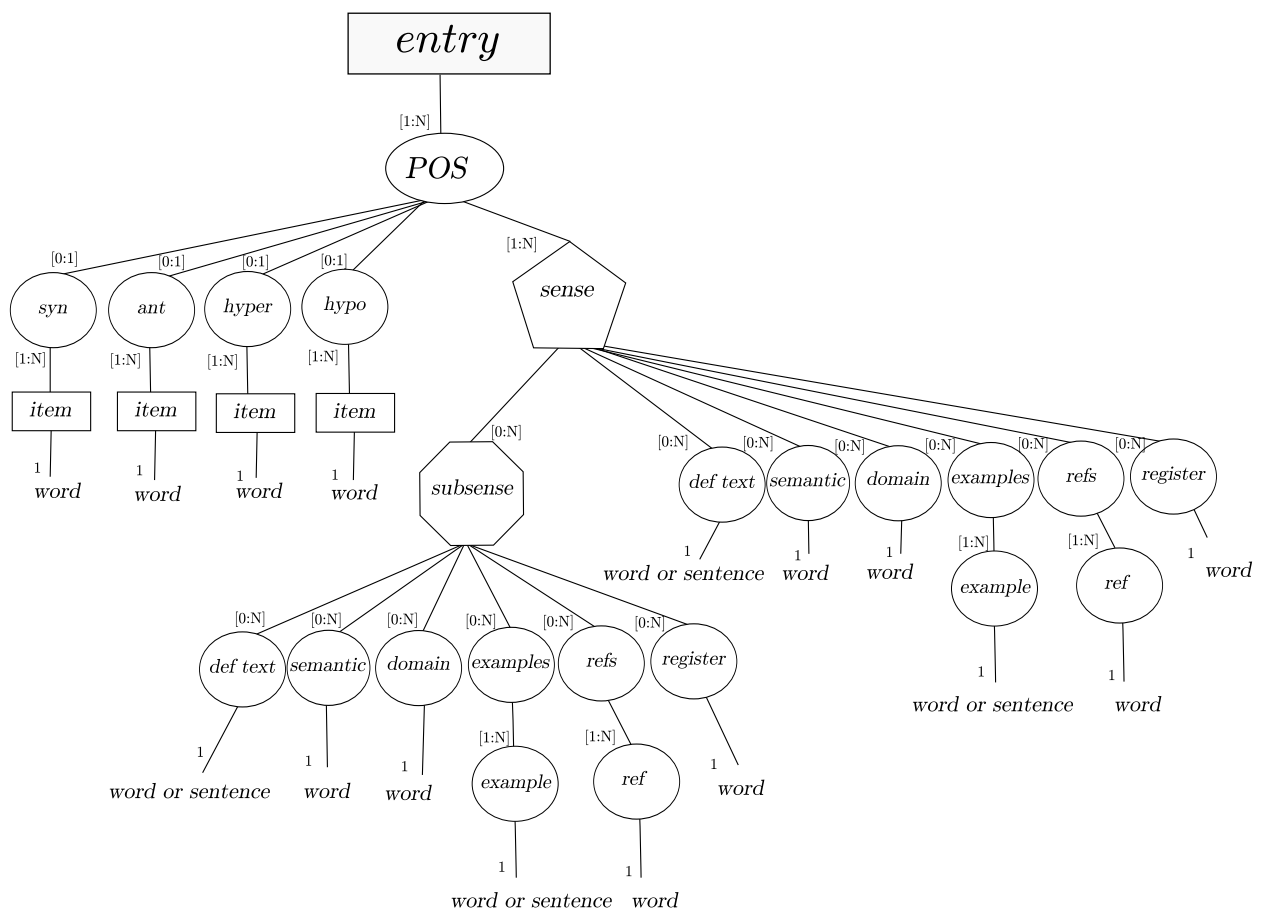 entry
[1:N]
POS
[0:1] [0:1] [0:1] [0:1] [1:N]
syn ant hyper hypo sense
[1:N] [1:N] [1:N] [1:N]
item item item item
[0:N] [0:N] [0:N] [0:N] [0:N] [0:N] [0:N]
1 1 1 1
word word word word
subsense def text semantic domain examples refs register
1 1 1 [1:N] [1:N] 1
word or sentence word word word
example ref
[0:N] [0:N] [0:N] [0:N] [0:N] [0:N]
def text semantic domain examples refs register
1 1
word or sentence word
1 1 1 [1:N] [1:N] 1
word or sentence word word example ref word
1 1
word or sentence word